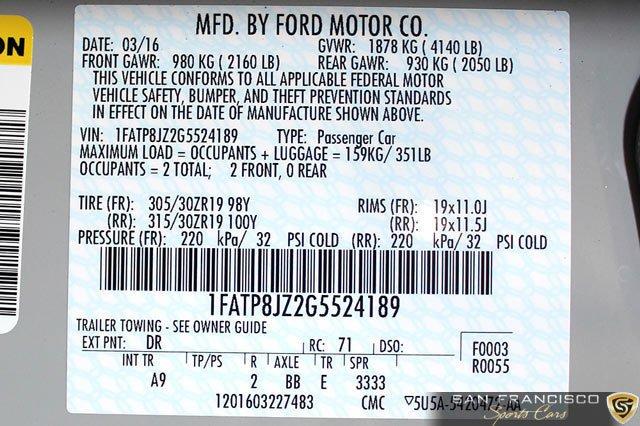 ON
MFD. BY FORD MOTOR CO.
DATE: 03/16 GVWR: 1878 KG ( 4140 LB)
FRONT GAWR: 980 KG ( 2160 LB) REAR GAWR: 930 KG ( 2050 LB)
THIS VEHICLE CONFORMS TO ALL APPLICABLE FEDERAL MOTOR
VEHICLE SAFETY, BUMPER, AND THEFT PREVENTION STANDARDS
IN EFFECT ON THE DATE OF MANUFACTURE SHOWN ABOVE.
VIN: 1FATP8JZ2G5524189 TYPE: Passenger Car
MAXIMUM LOAD = OCCUPANTS + LUGGAGE = 159KG/ 351LB
OCCUPANTS = 2 TOTAL; 2 FRONT, 0 REAR
TIRE (FR): 305/30ZR19 98Y RIMS (FR): 19x11.0J
(RR): 315/30ZR19 100Y (RR): 19x11.5J
PRESSURE (FR): 220 kPa/ 32 PSI COLD (RR): 220 kPa/ 32 PSI COLD
1FATP8JZ2G5524189
TRAILER TOWING - SEE OWNER GUIDE
EXT PNT: DR RC: 71 DSO: F0003
R0055
INT TR TP/PS R AXLE TR SPR
A9 2 BB E 3333
1201603227483 CMC ▽5U5A-5420472-AA
SAN FRANCISCO
Sports Cars